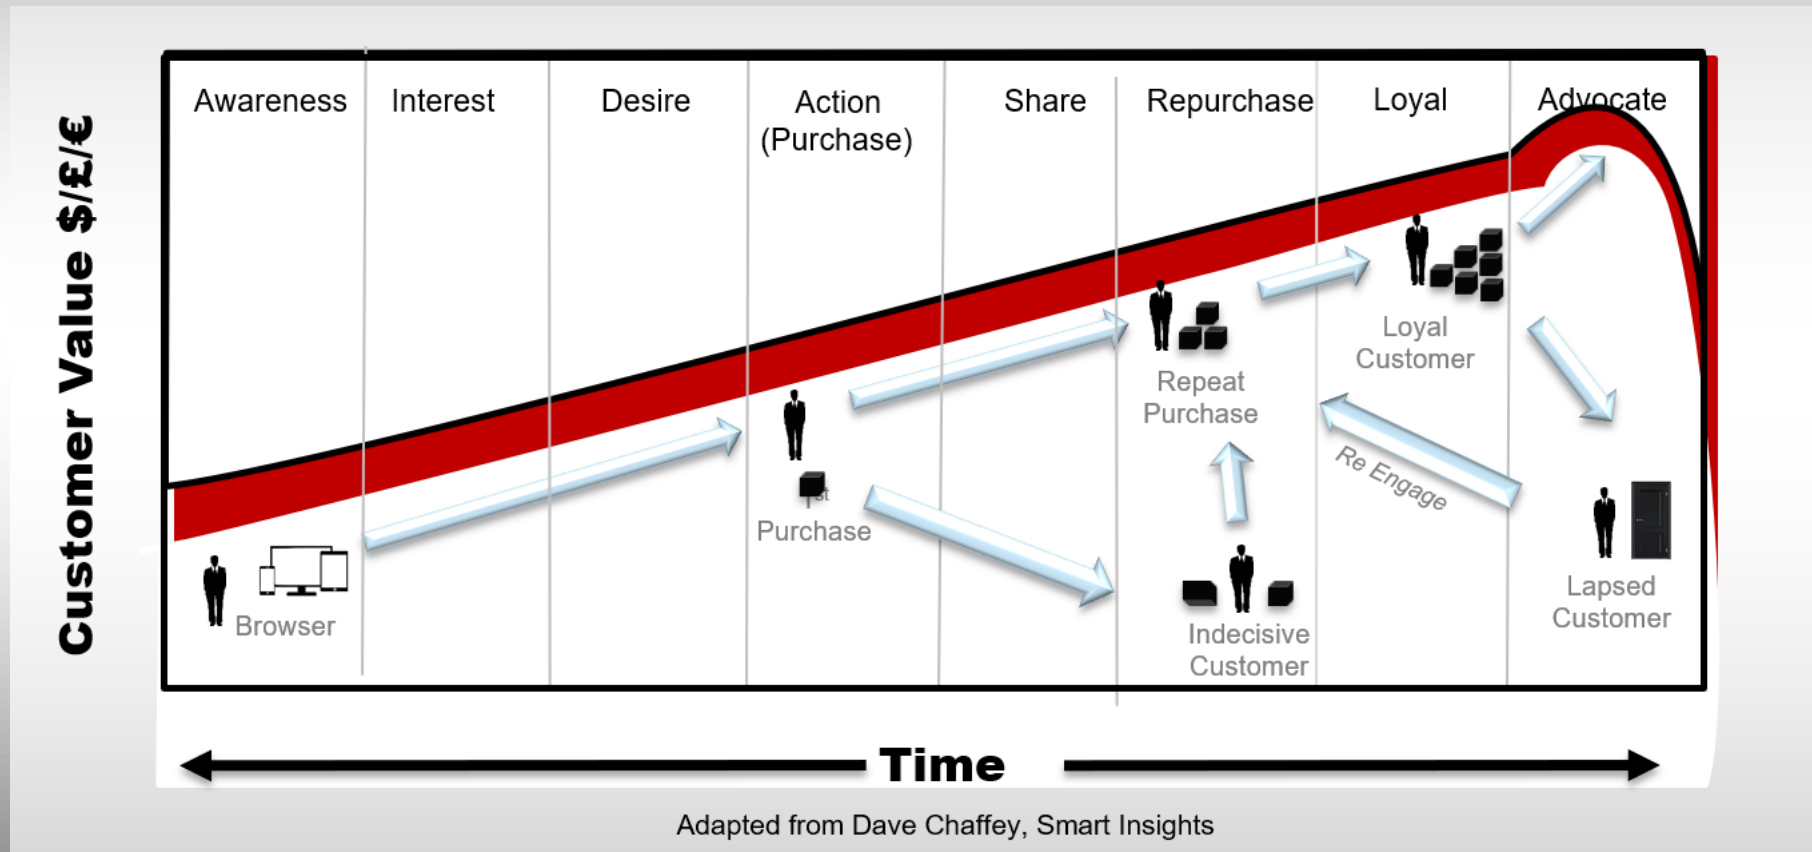 Customer Value $/£/€
Awareness
Interest
Desire
Action
(Purchase)
Share
Repurchase
Loyal
Advocate
Browser
st
Purchase
Repeat
Purchase
Indecisive
Customer
Loyal
Customer
Re Engage
Lapsed
Customer
Time
Adapted from Dave Chaffey, Smart Insights